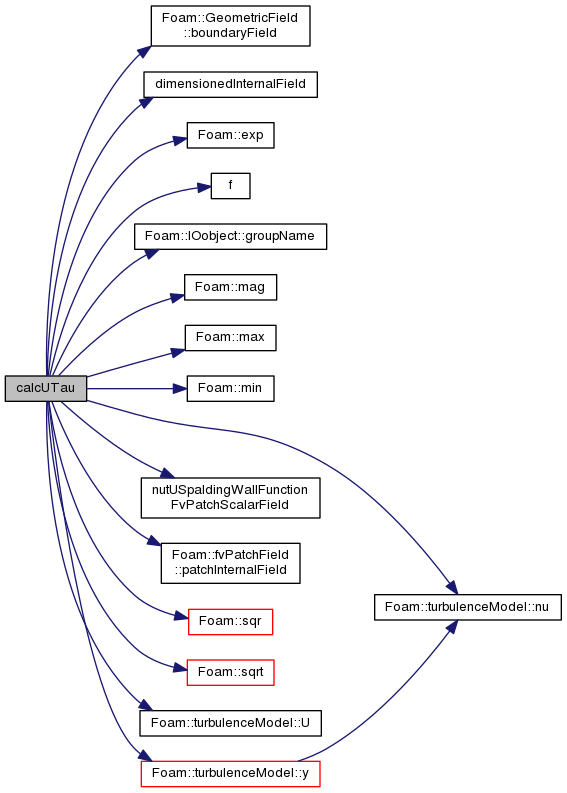 Foam::GeometricField
::boundaryField
dimensionedInternalField
Foam::exp
f
Foam::IOobject::groupName
Foam::mag
Foam::max
calcUTau
Foam::min
nutUSpaldingWallFunction
FvPatchScalarField
Foam::fvPatchField
::patchInternalField
Foam::turbulenceModel::nu
Foam::sqr
Foam::sqrt
Foam::turbulenceModel::U
Foam::turbulenceModel::y